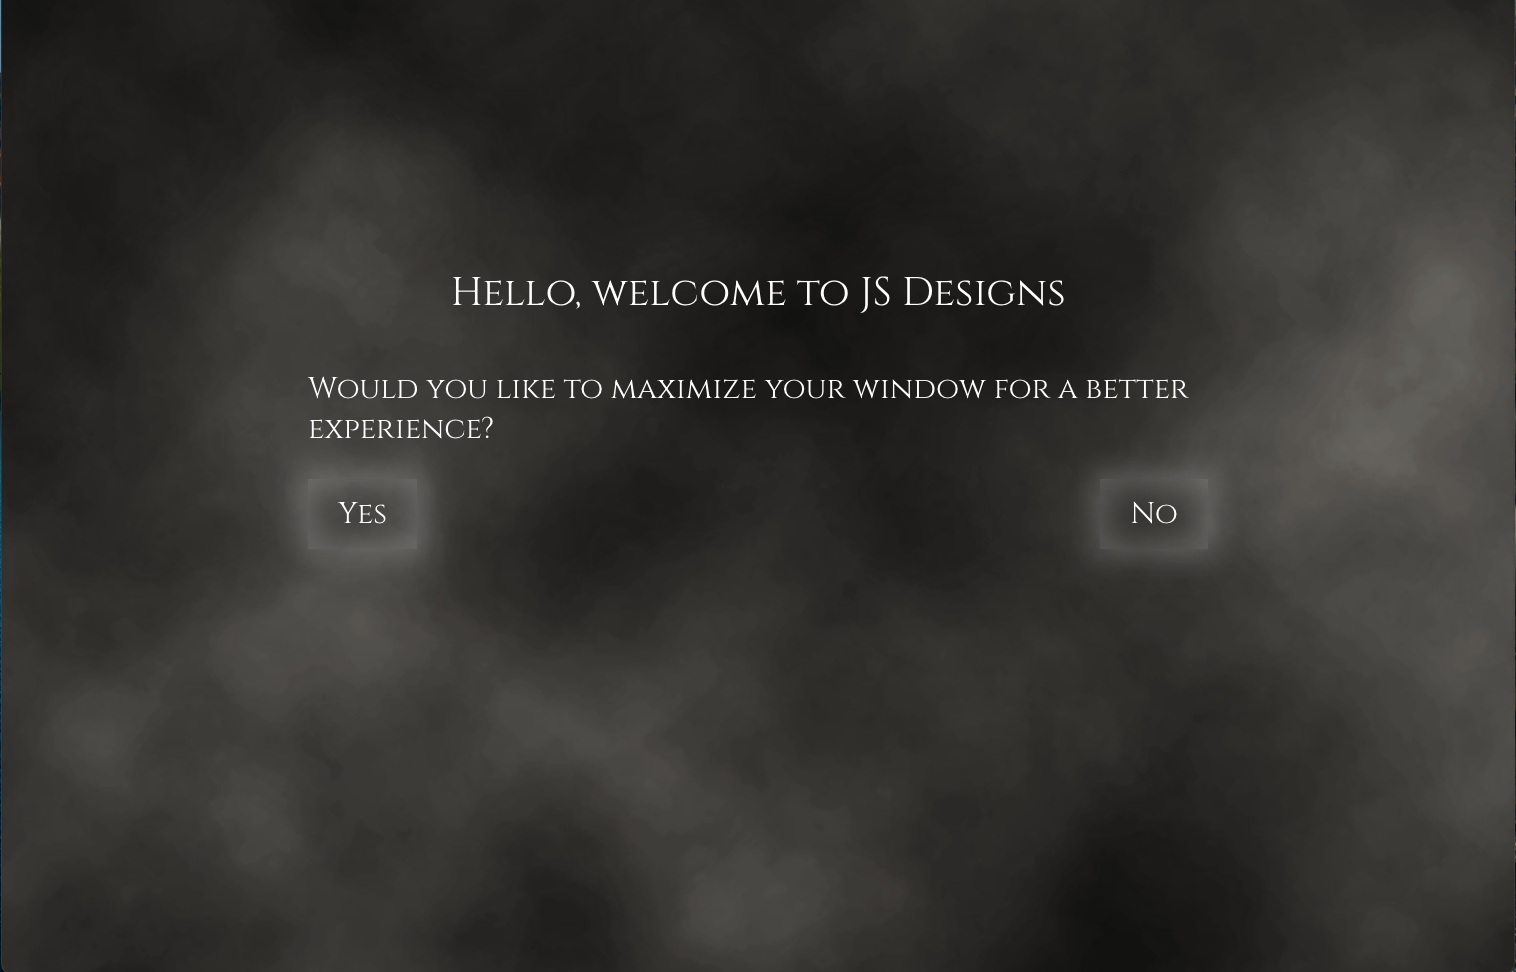 Hello, welcome to JS Designs
Would you like to maximize your window for a better
experience?
Yes
No